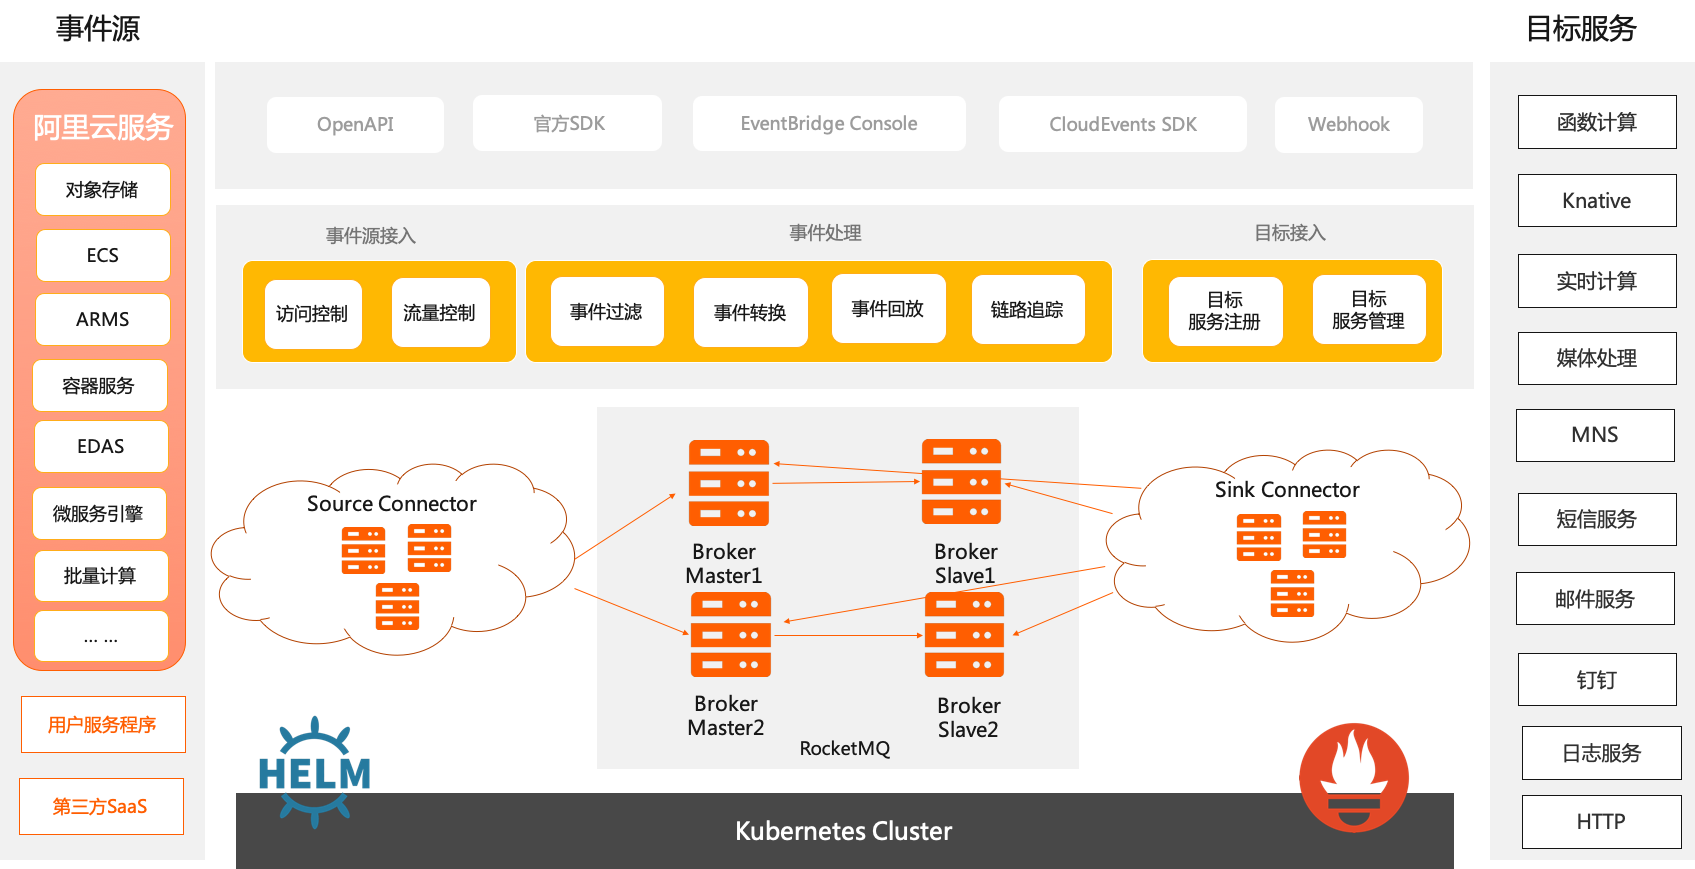 事件源
目标服务
阿里云服务
对象存储
ECS
ARMS
容器服务
EDAS
微服务引擎
批量计算
... ...
用户服务程序
第三方SaaS
OpenAPI
官方SDK
EventBridge Console
CloudEvents SDK
Webhook
事件源接入
事件处理
目标接入
访问控制
流量控制
事件过滤
事件转换
事件回放
链路追踪
目标
服务注册
目标
服务管理
Source Connector
Broker
Master1
Broker
Slave1
Broker
Master2
Broker
Slave2
RocketMQ
Sink Connector
HELM
Kubernetes Cluster
函数计算
Knative
实时计算
媒体处理
MNS
短信服务
邮件服务
钉钉
日志服务
HTTP